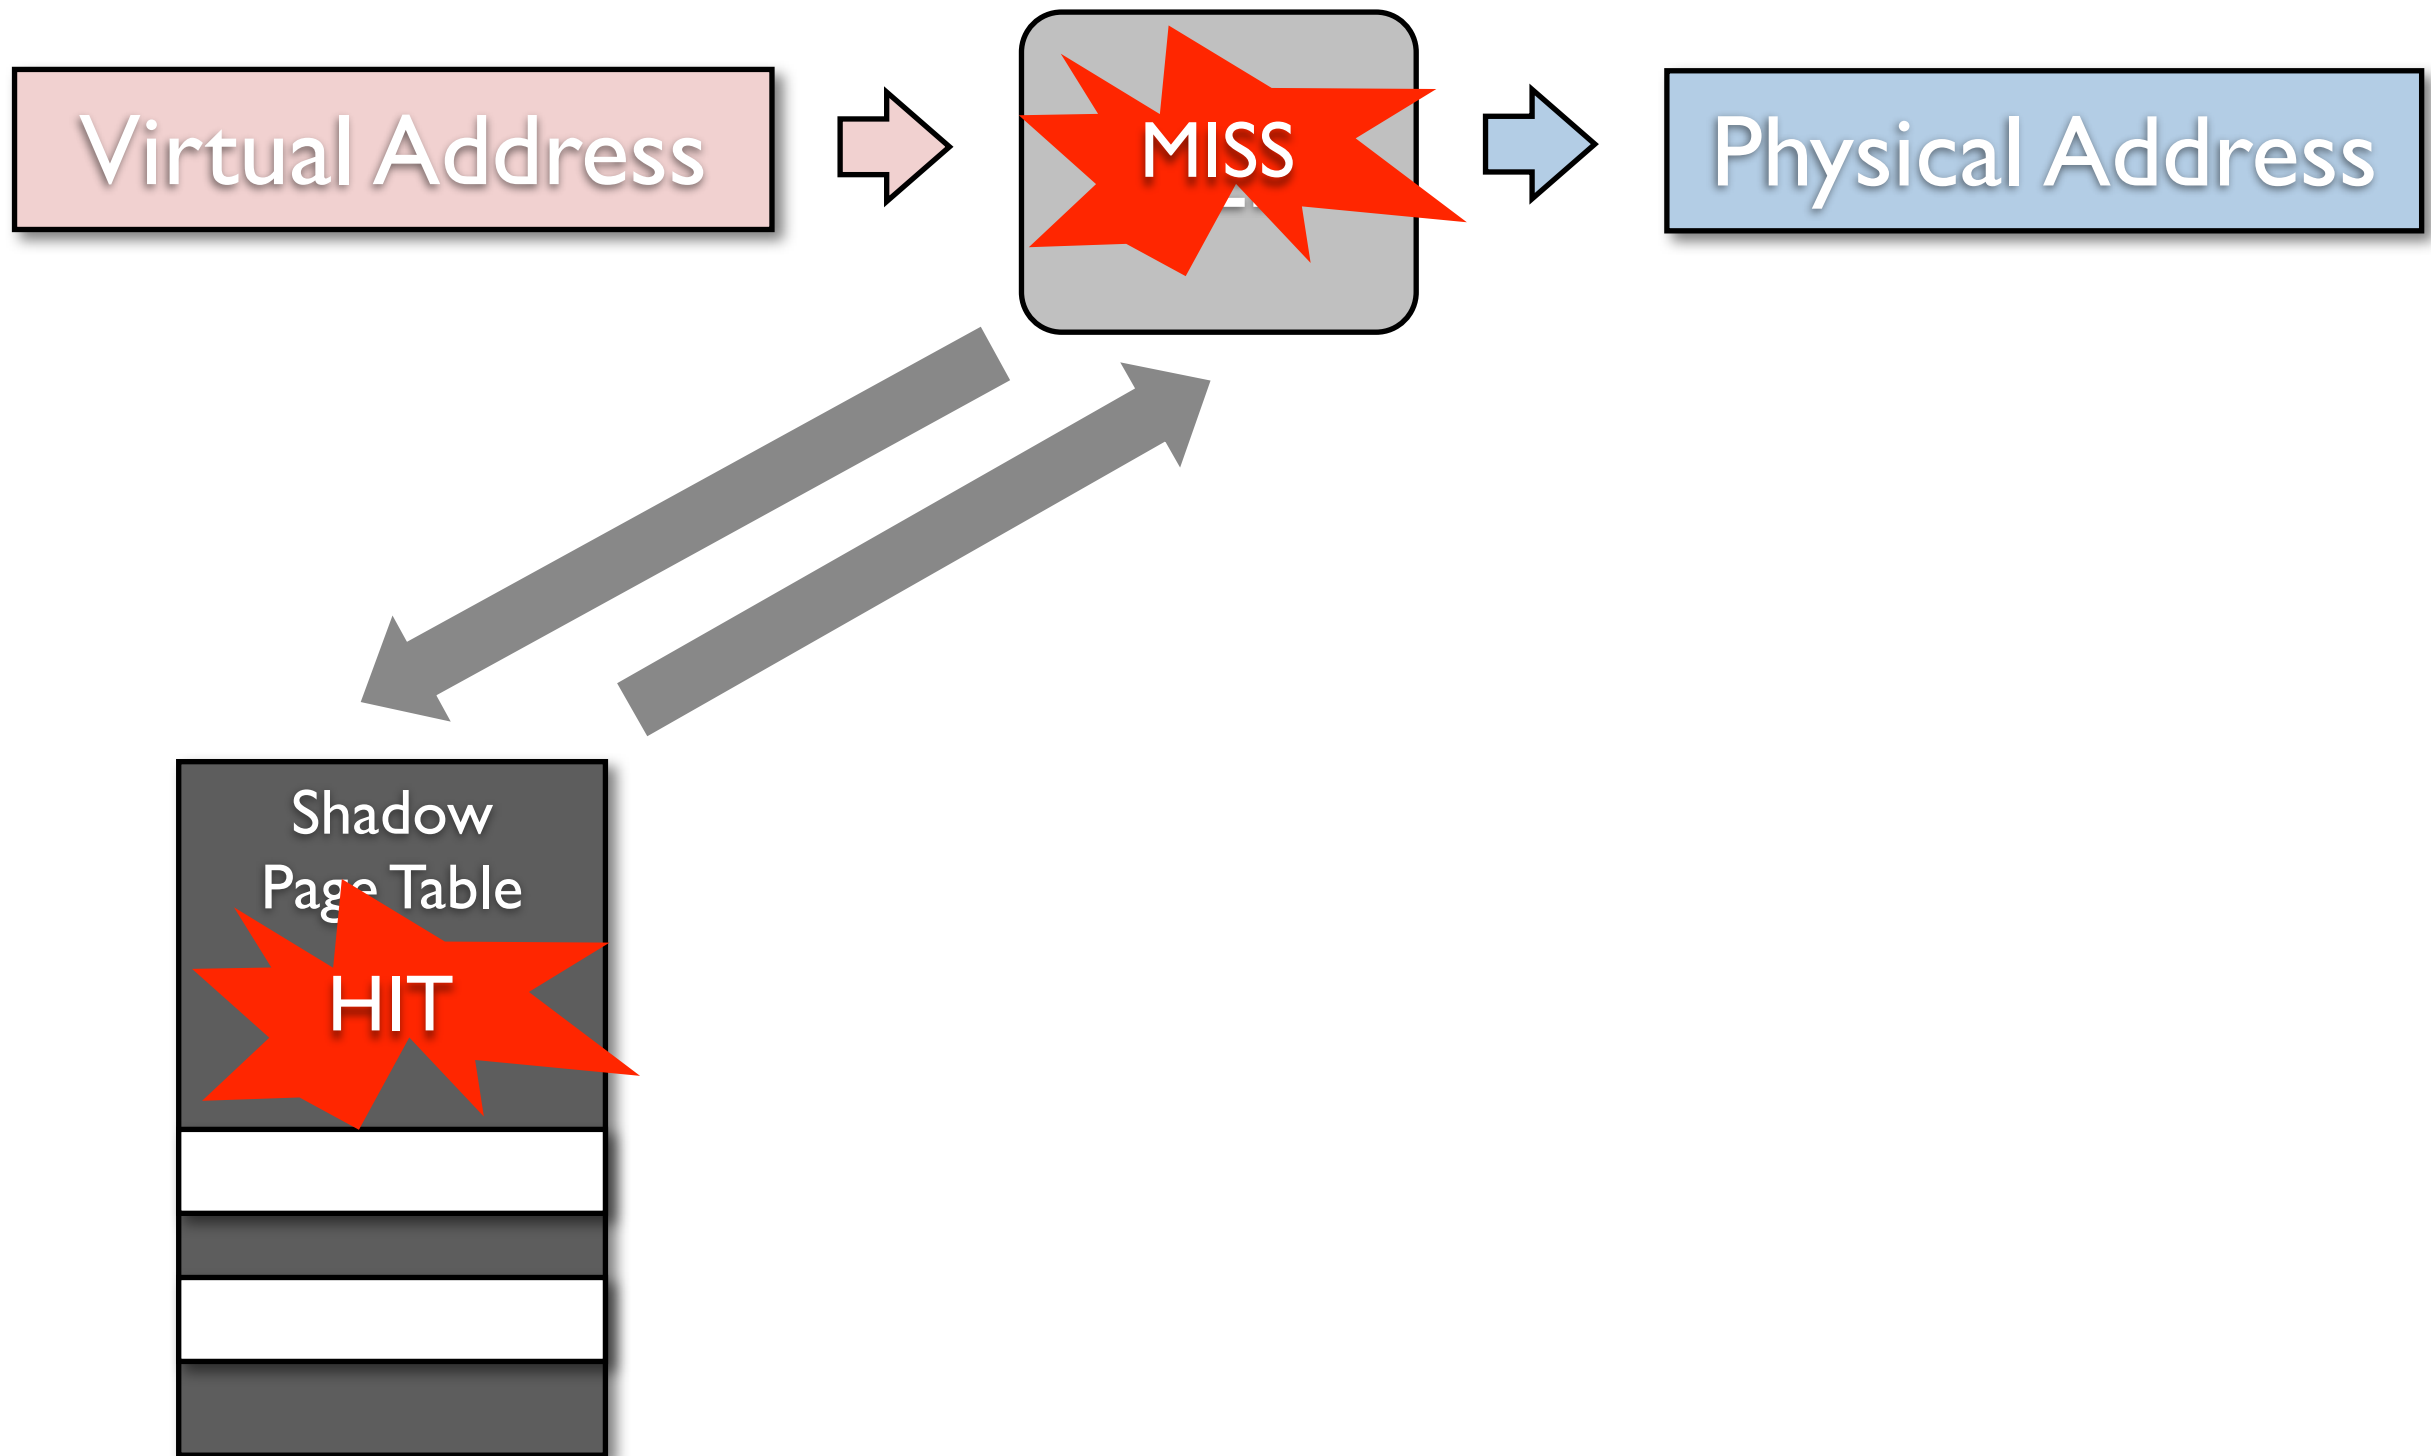 Virtual Address
MISS
Physical Address
Shadow
Page Table
HIT